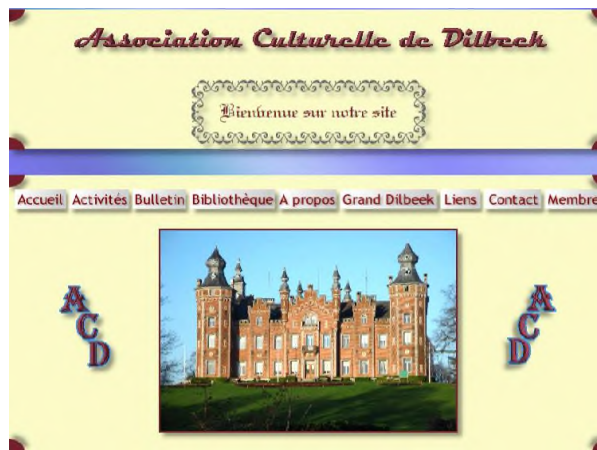 Association Culturelle de Dilbeek
Bienvenue sur notre site
Accueil Activités Bulletin Bibliothèque A propos Grand Dilbeek Liens Contact Membre
ACD
ACD